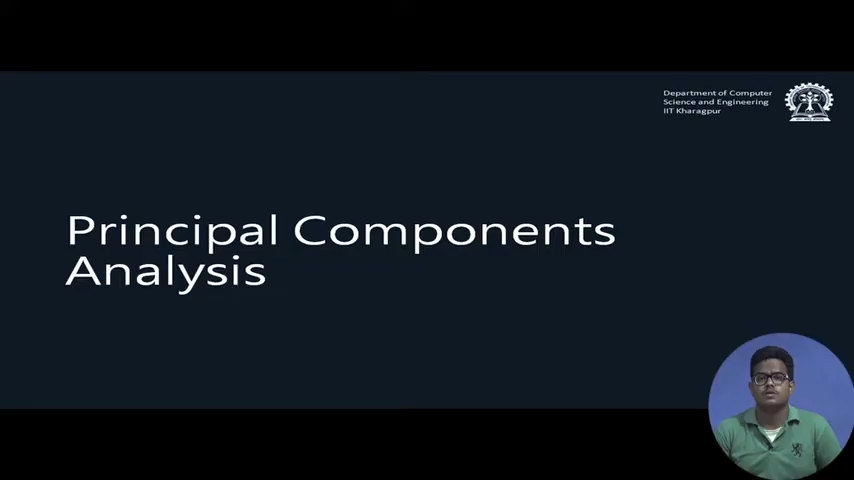 Department of Computer
Science and Engineering
IIT Kharagpur
Principal Components
Analysis